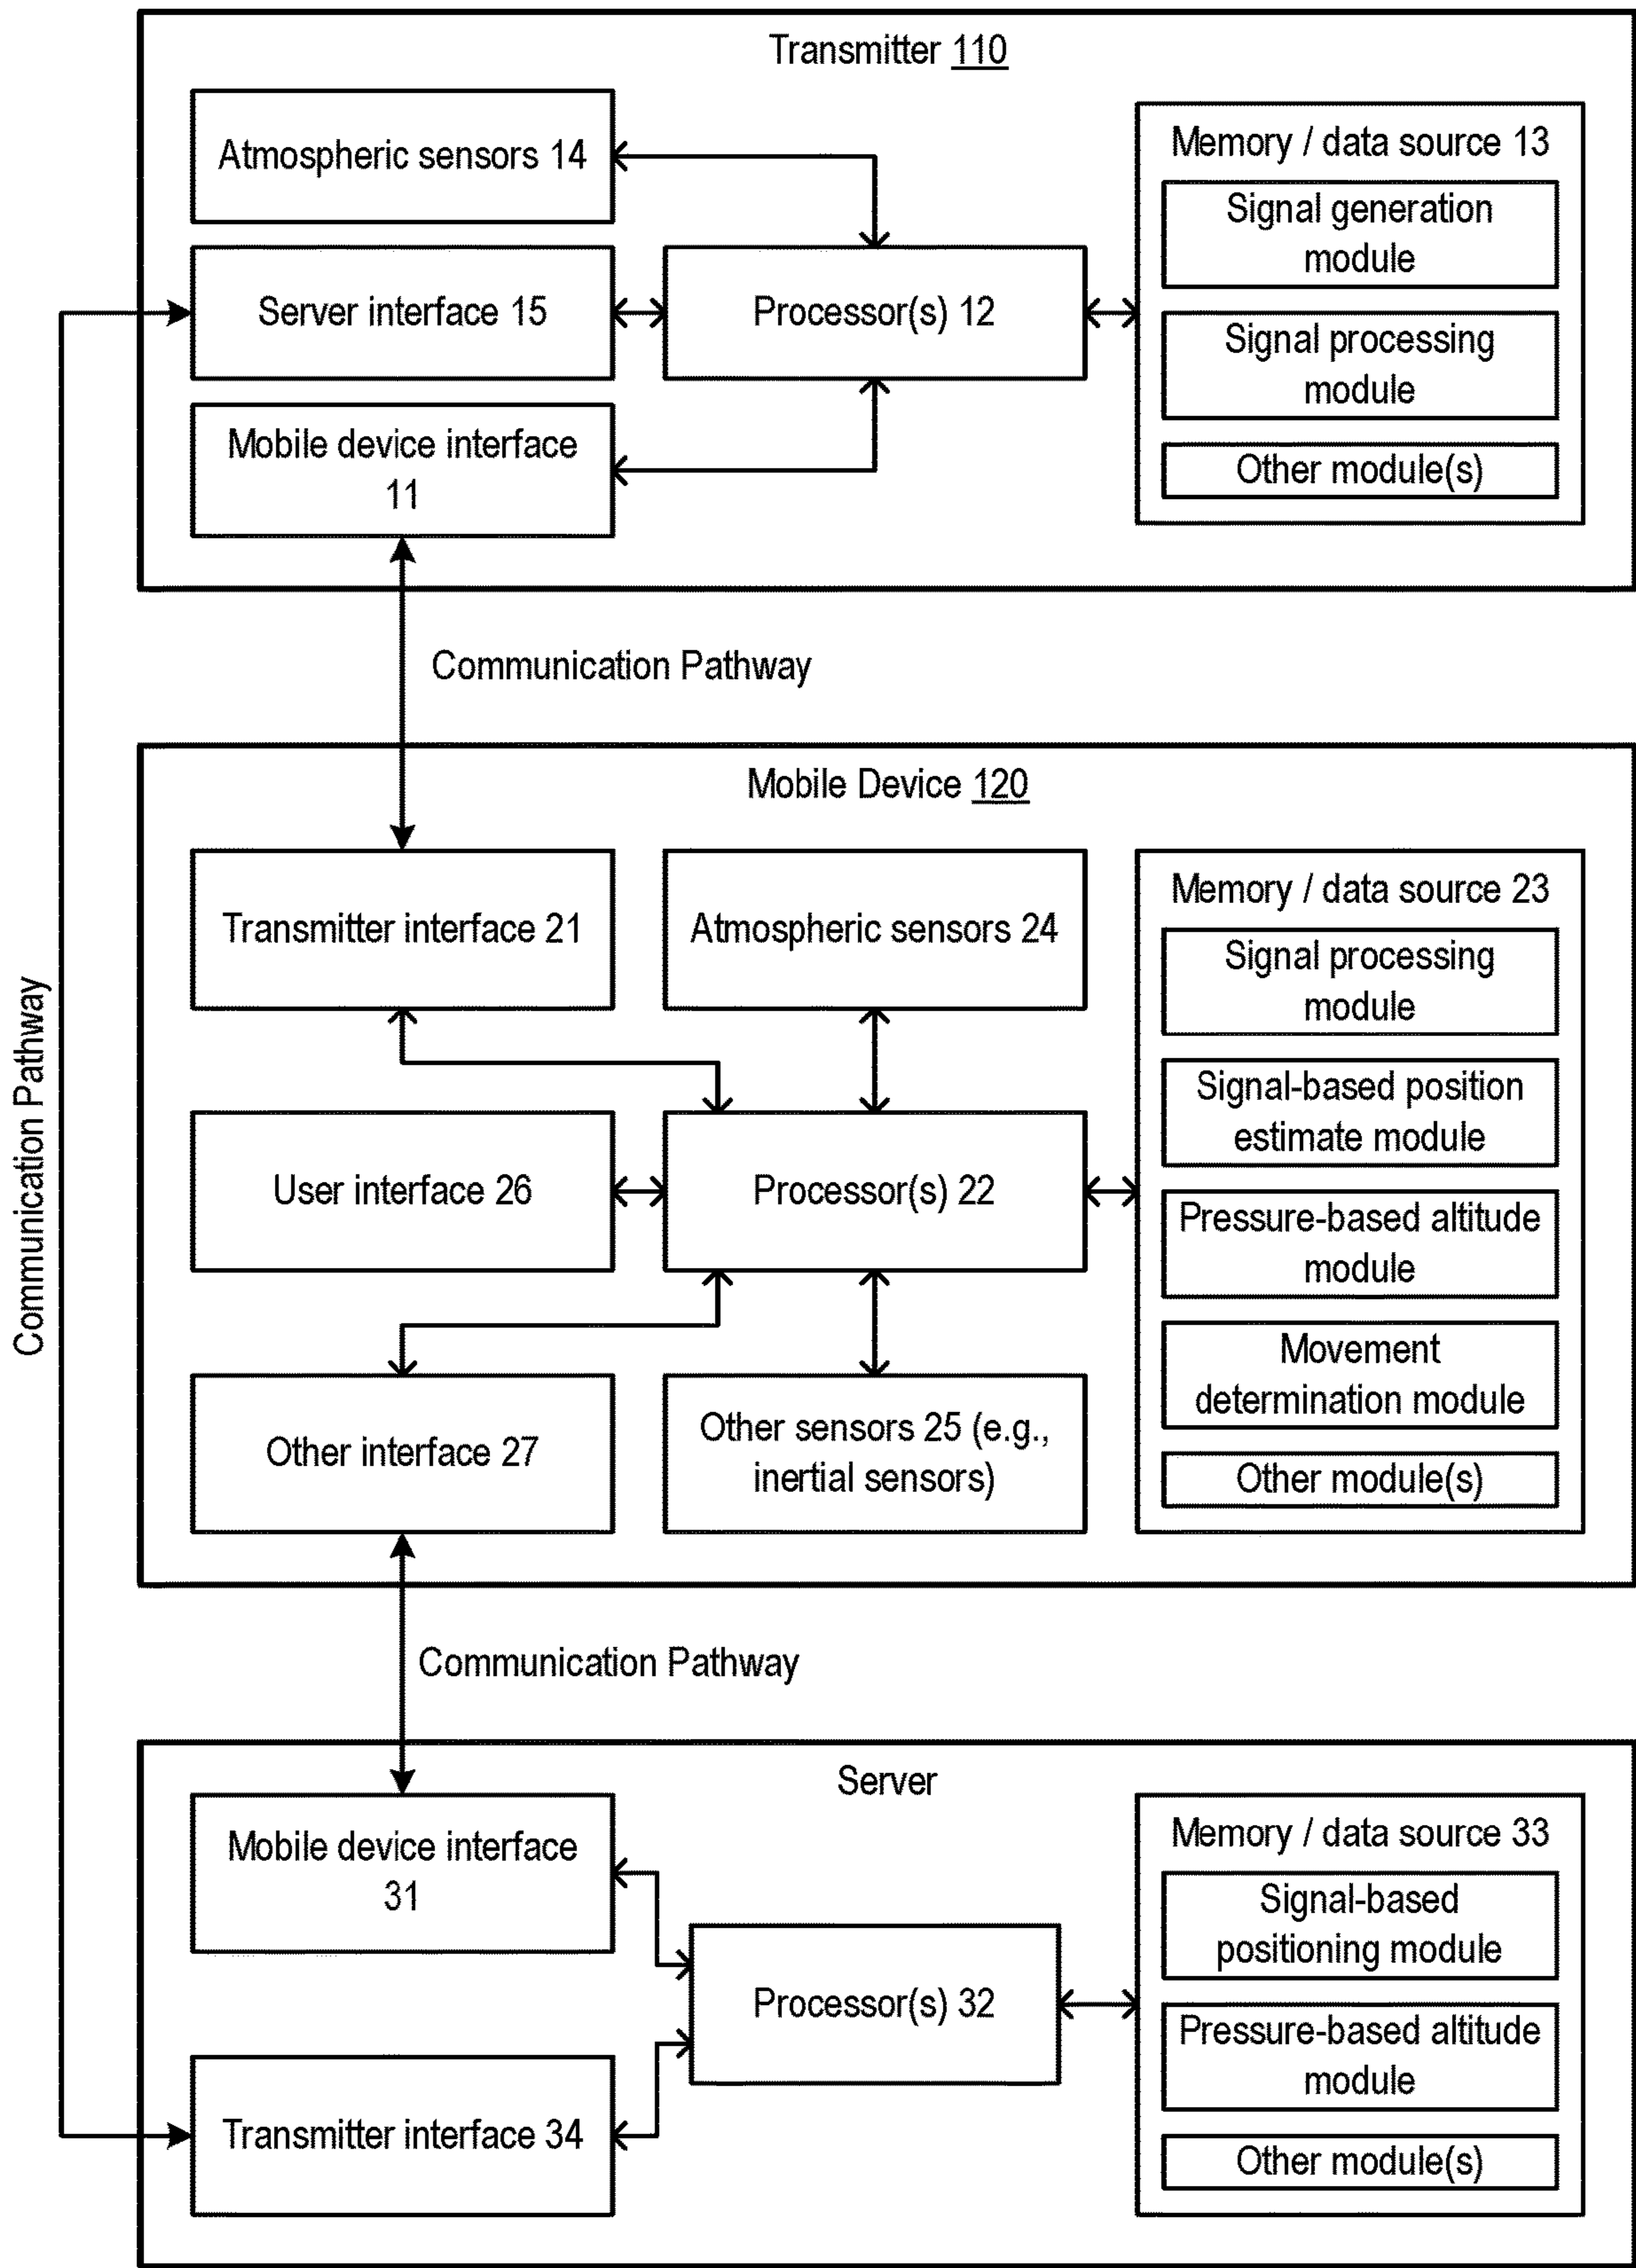 Transmitter 110
Atmospheric sensors 14
Server interface 15
Mobile device interface
11
Processor(s) 12
Memory / data source 13
Signal generation
module
Signal processing
module
Other module(s)
Communication Pathway
Communication Pathway
Mobile Device 120
Transmitter interface 21
Atmospheric sensors 24
User interface 26
Processor(s) 22
Other interface 27
Other sensors 25 (e.g.,
inertial sensors)
Memory / data source 23
Signal processing
module
Signal-based position
estimate module
Pressure-based altitude
module
Movement
determination module
Other module(s)
Communication Pathway
Server
Mobile device interface
31
Processor(s) 32
Transmitter interface 34
Memory / data source 33
Signal-based
positioning module
Pressure-based altitude
module
Other module(s)